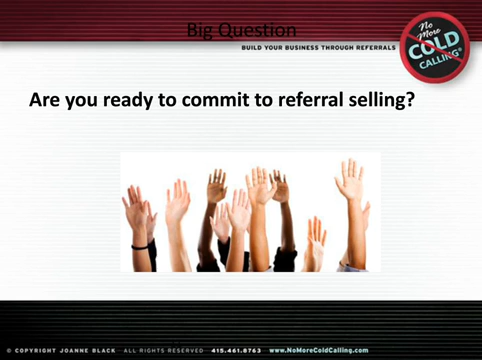 Big Question
BUILD YOUR BUSINESS THROUGH REFERRALS
No
More
COLD
CALLING®
Are you ready to commit to referral selling?
© COPYRIGHT JOANNE BLACK ALL RIGHTS RESERVED 415.461.8763 www.NoMoreColdCalling.com